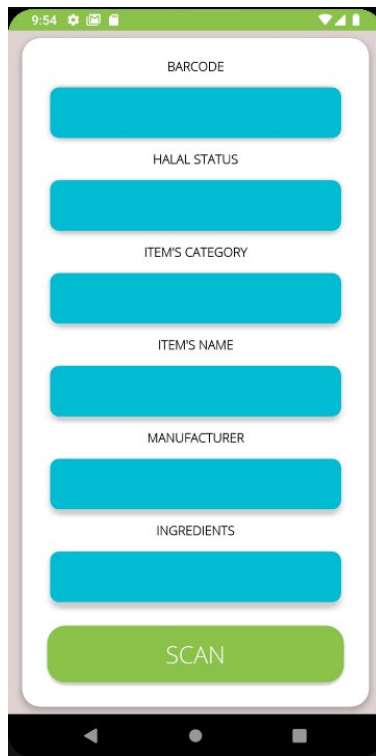 9:54
BARCODE
HALAL STATUS
ITEM'S CATEGORY
ITEM'S NAME
MANUFACTURER
INGREDIENTS
SCAN